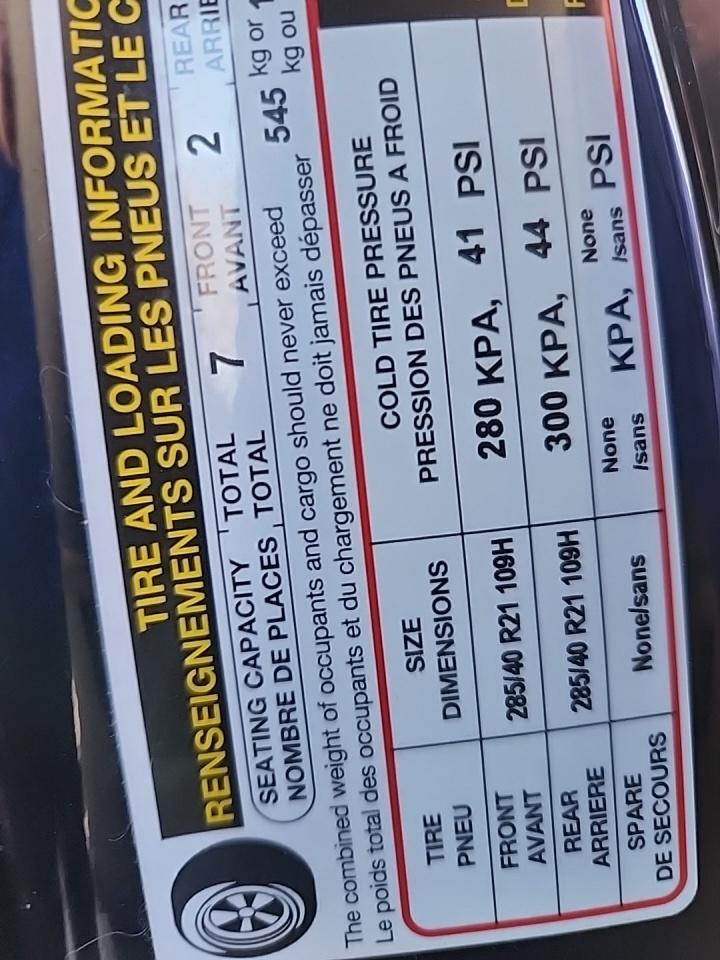 TIRE AND LOADING INFORMATIO
RENSEIGNEMENTS SUR LES PNEUS ET LE C
SEATING CAPACITY TOTAL 7 FRONT 2 REAR
NOMBRE DE PLACES TOTAL AVANT
The combined weight of occupants and cargo should never exceed 545 kg or
Le poids total des occupants et du chargement ne doit jamais dépasser kg ou
TIRE SIZE COLD TIRE PRESSURE
PNEU DIMENSIONS PRESSION DES PNEUS A FROID
FRONT 285/40 R21 109H 280 KPA, 41 PSI
AVANT
REAR 285/40 R21 109H 300 KPA, 44 PSI
ARRIERE
SPARE None/sans None KPA, None PSI
DE SECOURS /sans /sans